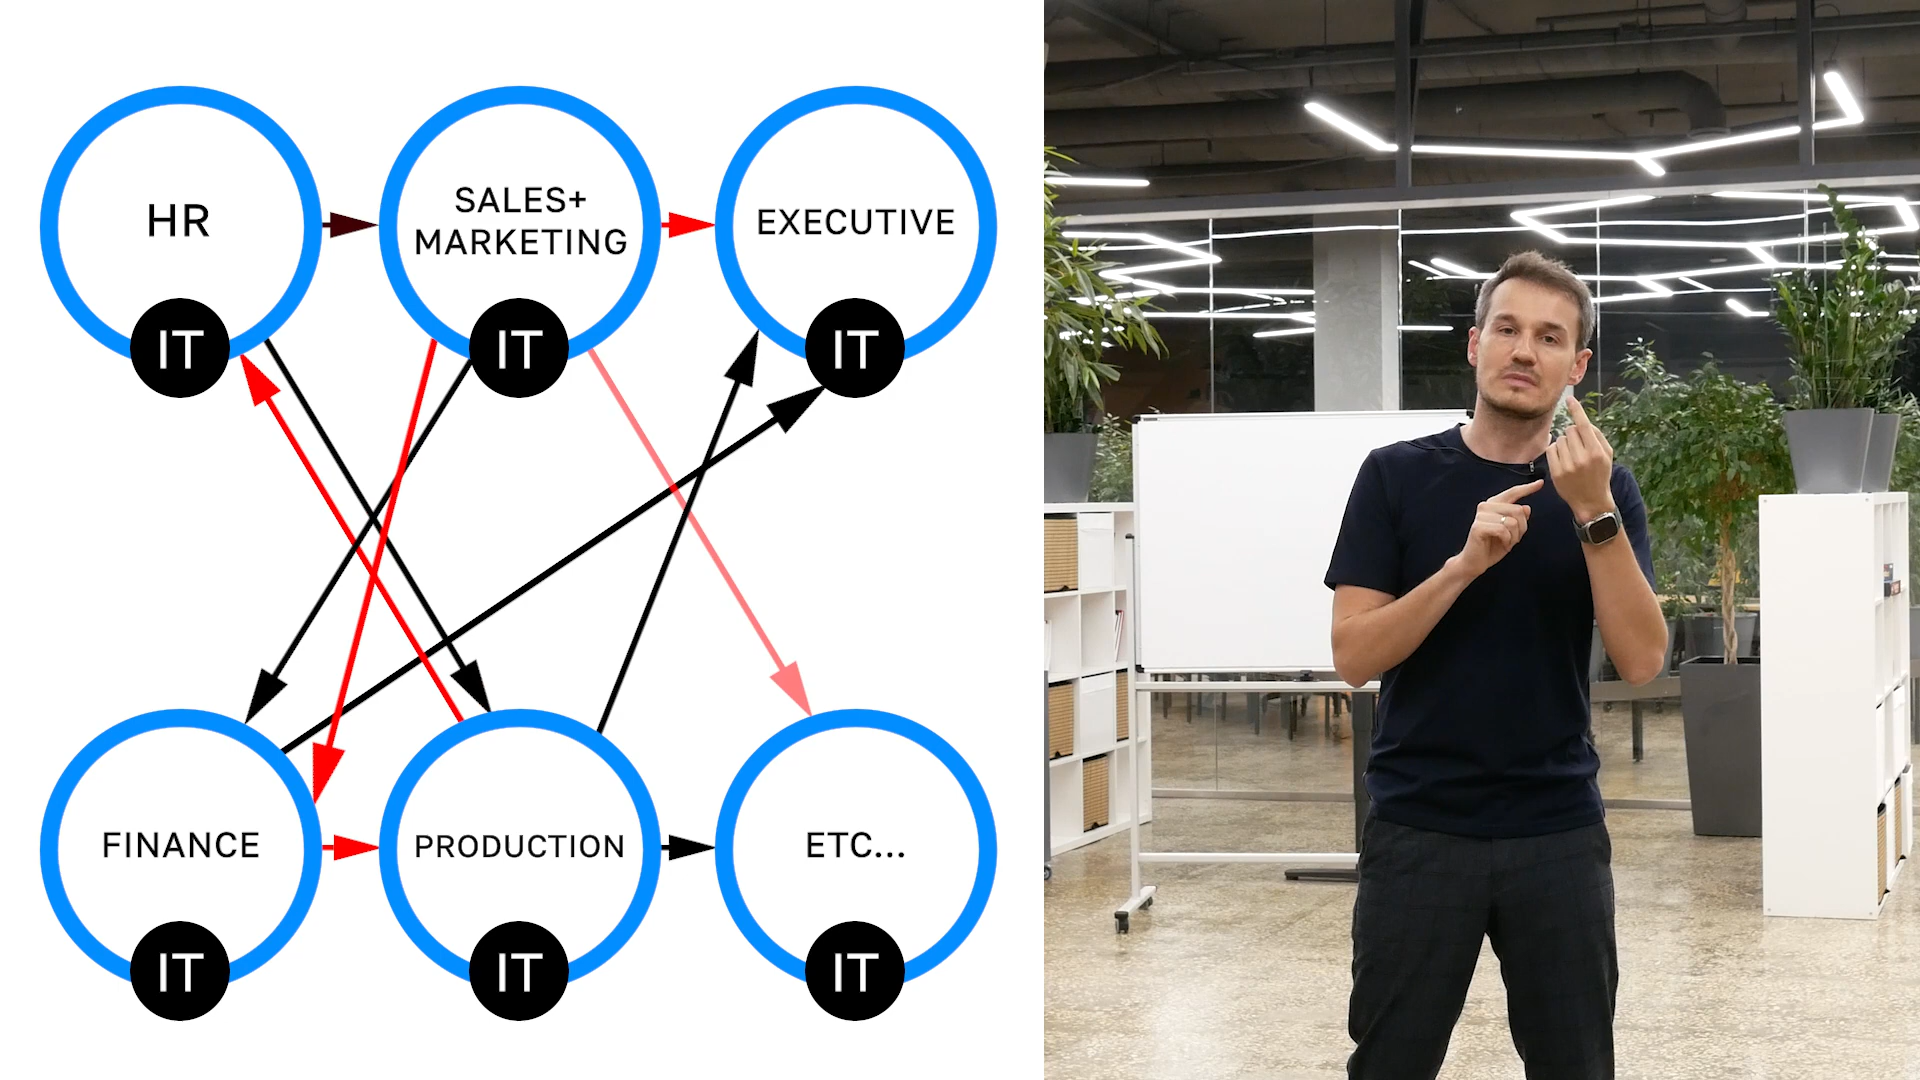 HR
SALES+
MARKETING
EXECUTIVE
IT
IT
IT
FINANCE
PRODUCTION
ETC...
IT
IT
IT